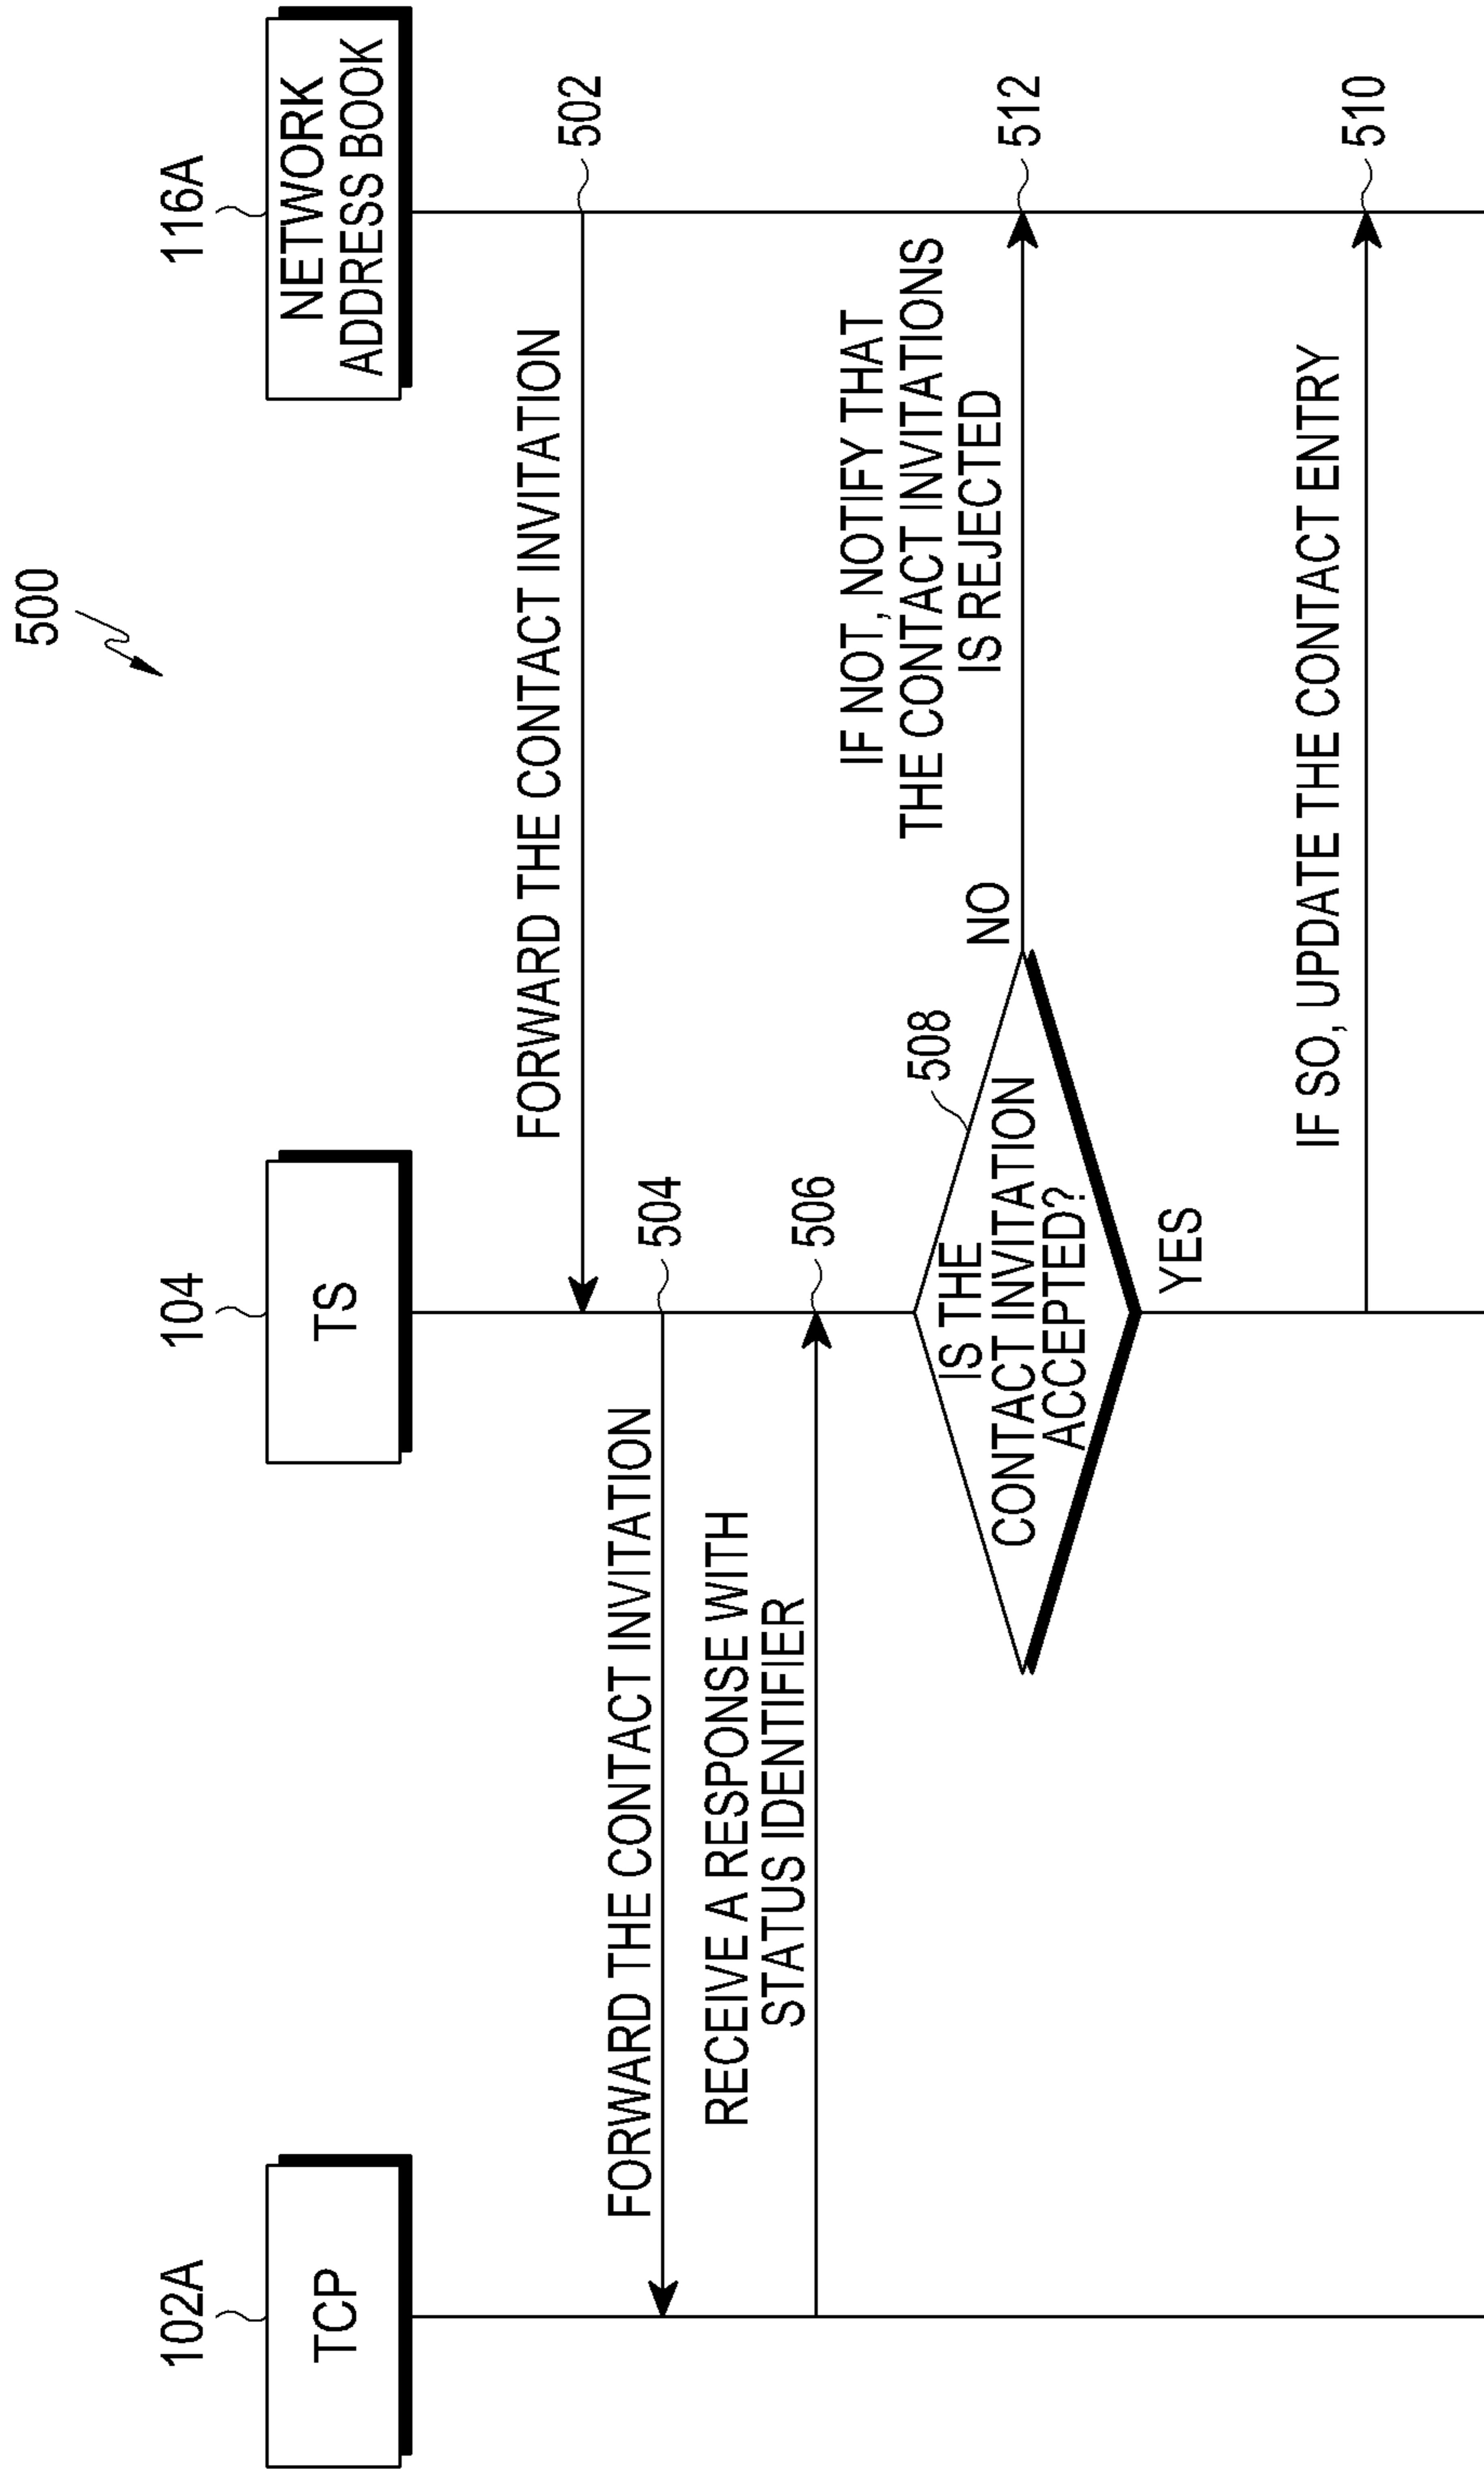 500
102A
104
116A
TCP
TS
NETWORK
ADDRESS BOOK
FORWARD THE CONTACT INVITATION
502
FORWARD THE CONTACT INVITATION
504
RECEIVE A RESPONSE WITH
STATUS IDENTIFIER
506
508
IS THE
CONTACT INVITATION
ACCEPTED?
NO
IF NOT, NOTIFY THAT
THE CONTACT INVITATIONS
IS REJECTED
512
YES
IF SO, UPDATE THE CONTACT ENTRY
510